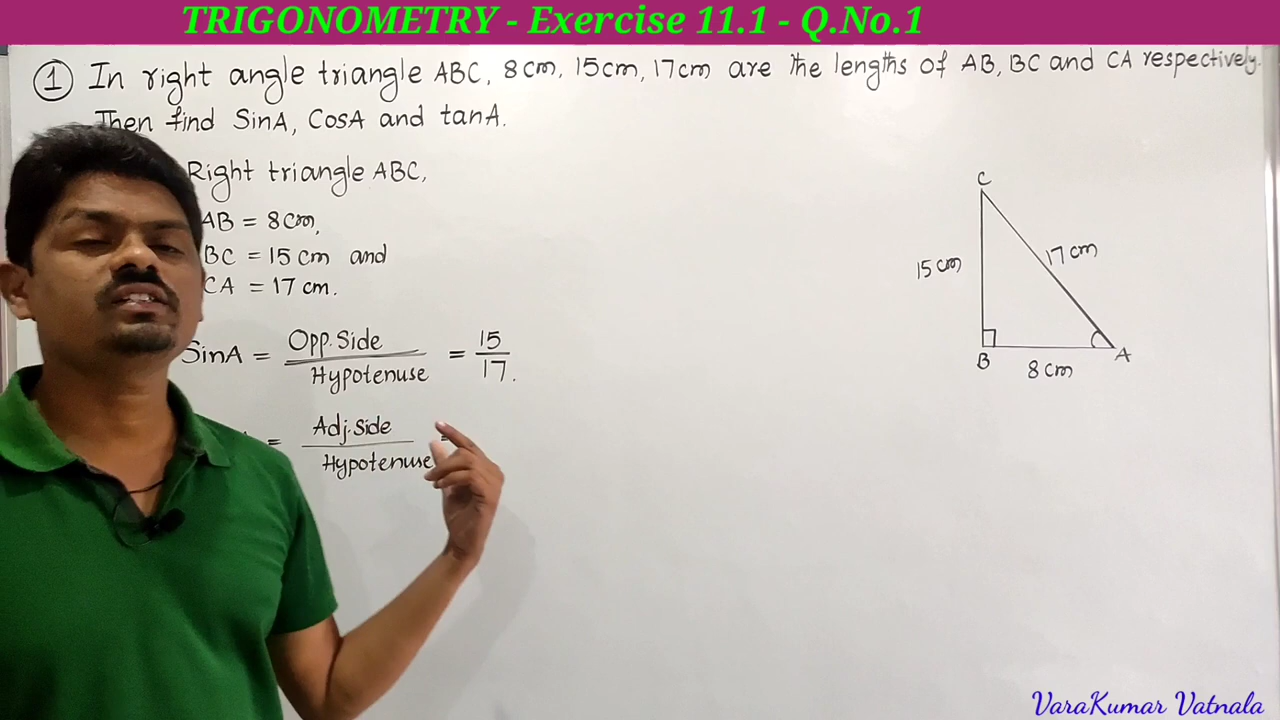 TRIGONOMETRY - Exercise 11.1 - Q.No.1
1 In right angle triangle ABC, 8cm, 15cm, 17cm are the lengths of AB, BC and CA respectively.
Then find SinA, CosA and tanA.
Right triangle ABC,
AB = 8cm,
BC = 15 cm and
CA = 17 cm.
SinA = Opp. Side = 15
Hypotenuse 17.
= Adj. Side =
Hypotenuse
C
15 cm
17 cm
B
A
8 cm
VaraKumar Vatnala